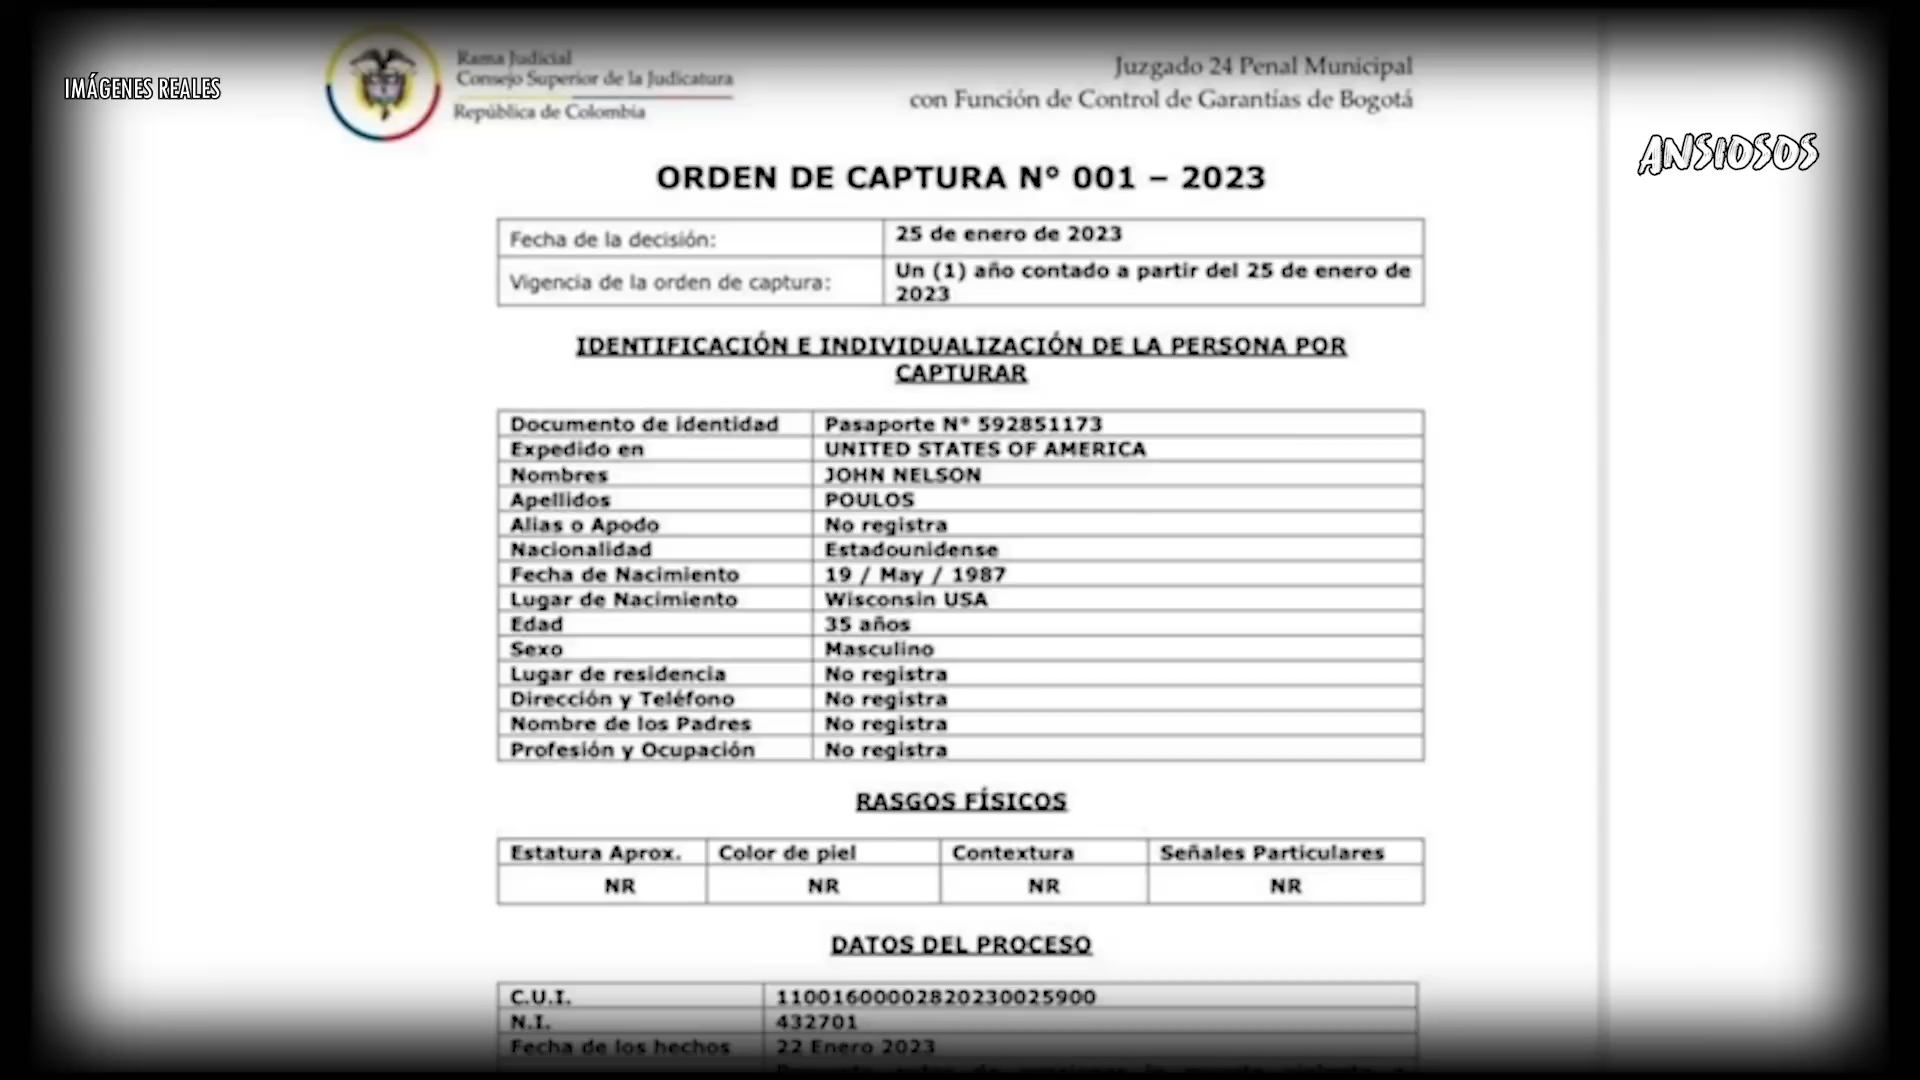 IMÁGENES REALES
Rama Judicial
Consejo Superior de la Judicatura
República de Colombia
Juzgado 24 Penal Municipal
con Función de Control de Garantías de Bogotá
ANSIOSOS
ORDEN DE CAPTURA N° 001 – 2023
Fecha de la decisión: 25 de enero de 2023
Vigencia de la orden de captura: Un (1) año contado a partir del 25 de enero de
2023
IDENTIFICACIÓN E INDIVIDUALIZACIÓN DE LA PERSONA POR
CAPTURAR
Documento de identidad Pasaporte N° 592851173
Expedido en UNITED STATES OF AMERICA
Nombres JOHN NELSON
Apellidos POULOS
Alias o Apodo No registra
Nacionalidad Estadounidense
Fecha de Nacimiento 19 / May / 1987
Lugar de Nacimiento Wisconsin USA
Edad 35 años
Sexo Masculino
Lugar de residencia No registra
Dirección y Teléfono No registra
Nombre de los Padres No registra
Profesión y Ocupación No registra
RASGOS FÍSICOS
Estatura Aprox. Color de piel Contextura Señales Particulares
NR NR NR NR
DATOS DEL PROCESO
C.U.I. 11001600002820230025900
N.I. 432701
Fecha de los hechos 22 Enero 2023